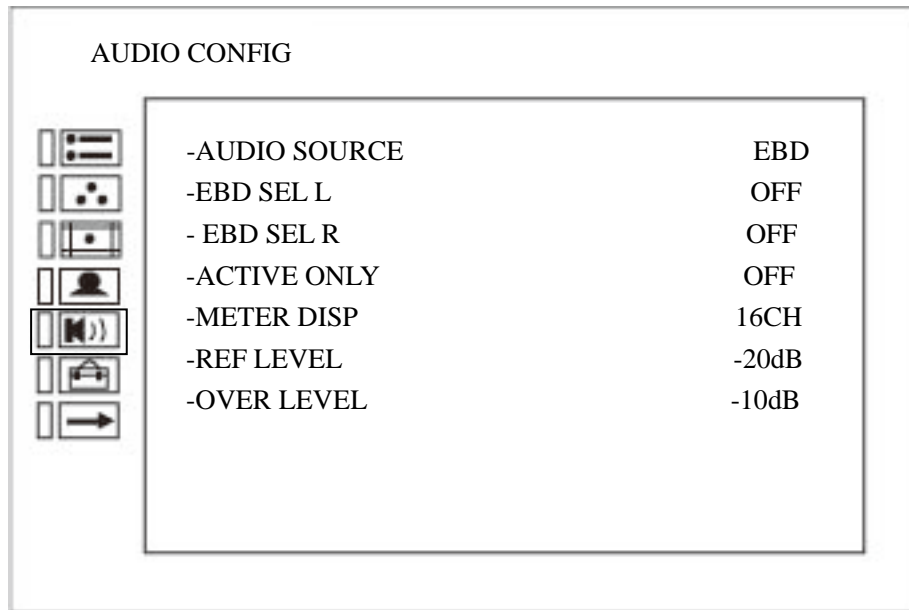 AUDIO CONFIG
-AUDIO SOURCE EBD
-EBD SEL L OFF
- EBD SEL R OFF
-ACTIVE ONLY OFF
-METER DISP 16CH
-REF LEVEL -20dB
-OVER LEVEL -10dB